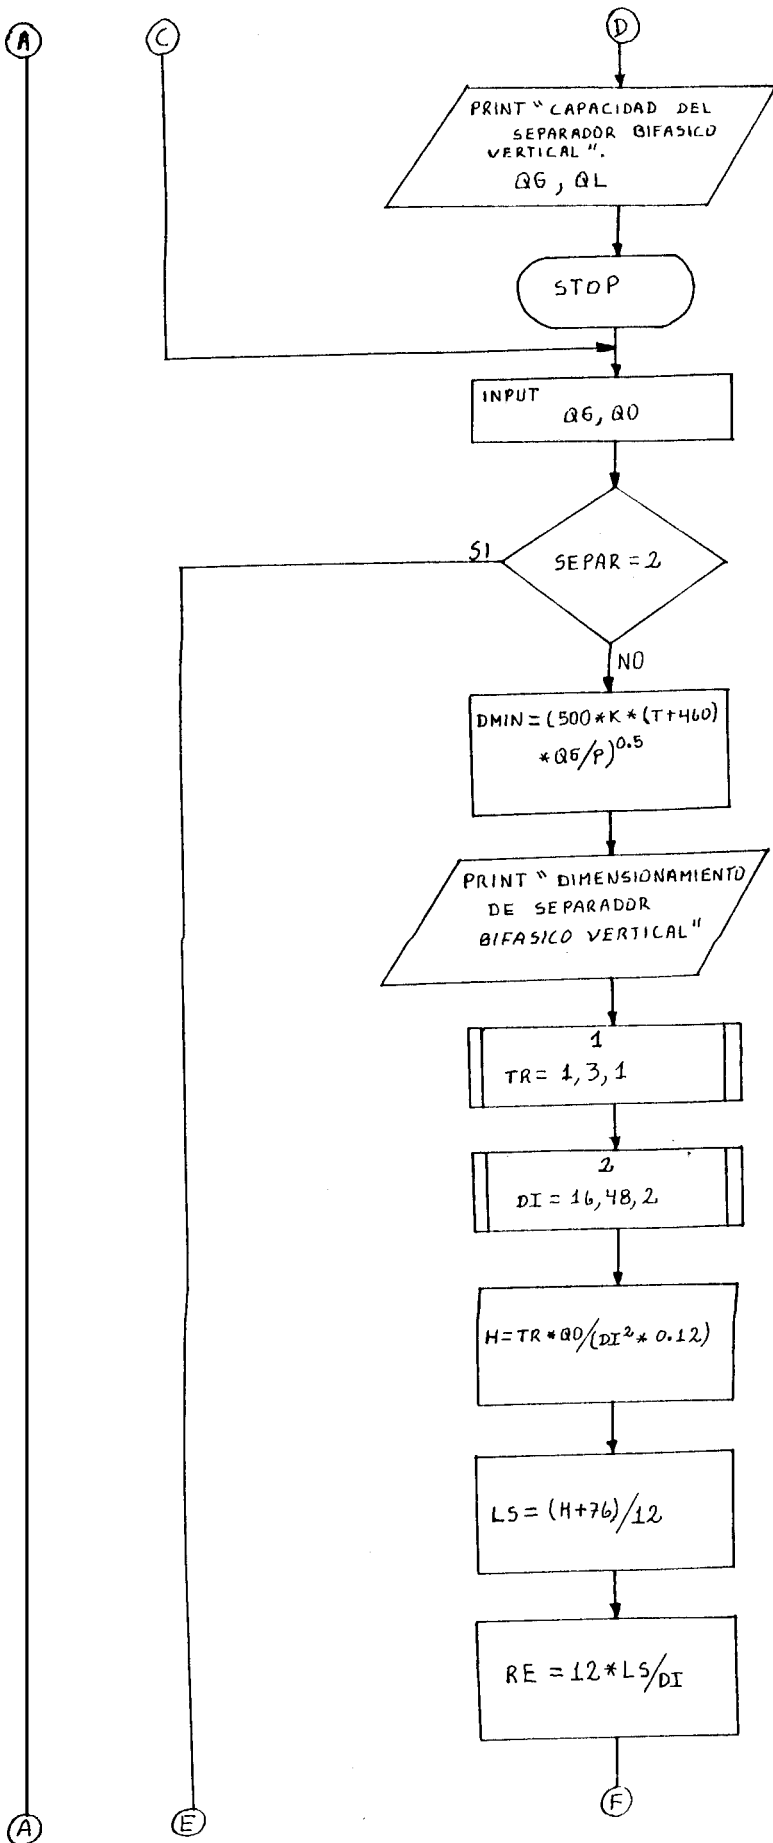 A
C
D
PRINT " CAPACIDAD DEL
SEPARADOR BIFASICO
VERTICAL".
QG, QL
STOP
INPUT
QG, QO
SI
SEPAR = 2
NO
DMIN = (500*K*(T+460)
*QG/P)^0.5
PRINT " DIMENSIONAMIENTO
DE SEPARADOR
BIFASICO VERTICAL"
1
TR= 1,3,1
2
DI = 16,48,2
H=TR*QO/(DI²*0.12)
LS = (H+76)/12
RE = 12*LS/DI
A
E
F